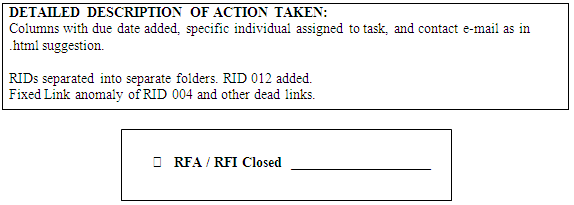 DETAILED DESCRIPTION OF ACTION TAKEN:
Columns with due date added, specific individual assigned to task, and contact e-mail as in
.html suggestion.
RIDs separated into separate folders. RID 012 added.
Fixed Link anomaly of RID 004 and other dead links.
☐ RFA / RFI Closed ____________________